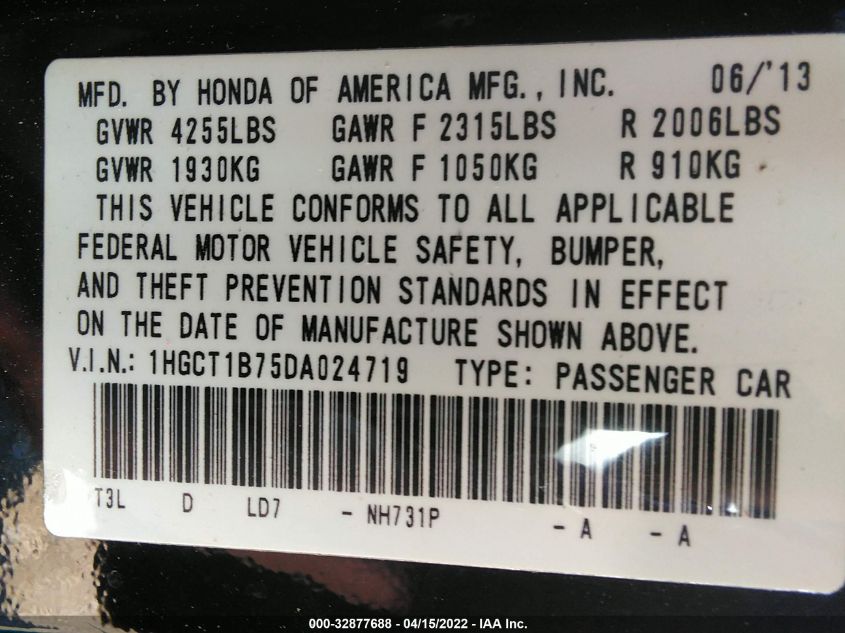 MFD. BY HONDA OF AMERICA MFG., INC. 06/'13
GVWR 4255LBS GAWR F 2315LBS R 2006LBS
GVWR 1930KG GAWR F 1050KG R 910KG
THIS VEHICLE CONFORMS TO ALL APPLICABLE
FEDERAL MOTOR VEHICLE SAFETY, BUMPER,
AND THEFT PREVENTION STANDARDS IN EFFECT
ON THE DATE OF MANUFACTURE SHOWN ABOVE.
V.I.N.: 1HGCT1B75DA024719 TYPE: PASSENGER CAR
T3L D LD7 - NH731P - A - A
000-32877688 - 04/15/2022 - IAA Inc.